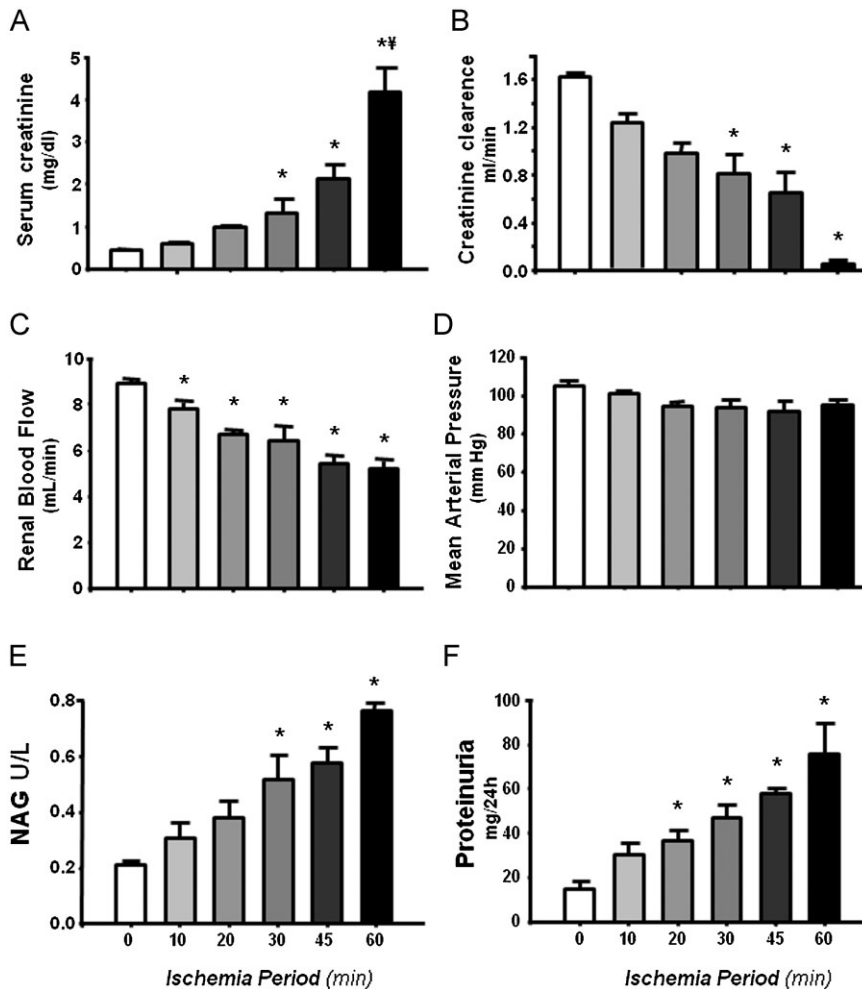 A
Serum creatinine
(mg/dl)
5
4
3
2
1
0
*
*
*¥
B
Creatinine clearence
ml/min
1.6
1.2
0.8
0.4
0.0
*
*
*
C
Renal Blood Flow
(mL/min)
10
8
6
4
2
0
*
*
*
*
*
D
Mean Arterial Pressure
(mm Hg)
120
100
80
60
40
20
0
E
NAG U/L
0.8
0.6
0.4
0.2
0.0
*
*
*
0 10 20 30 45 60
Ischemia Period (min)
F
Proteinuria
mg/24h
100
80
60
40
20
0
*
*
*
*
0 10 20 30 45 60
Ischemia Period (min)